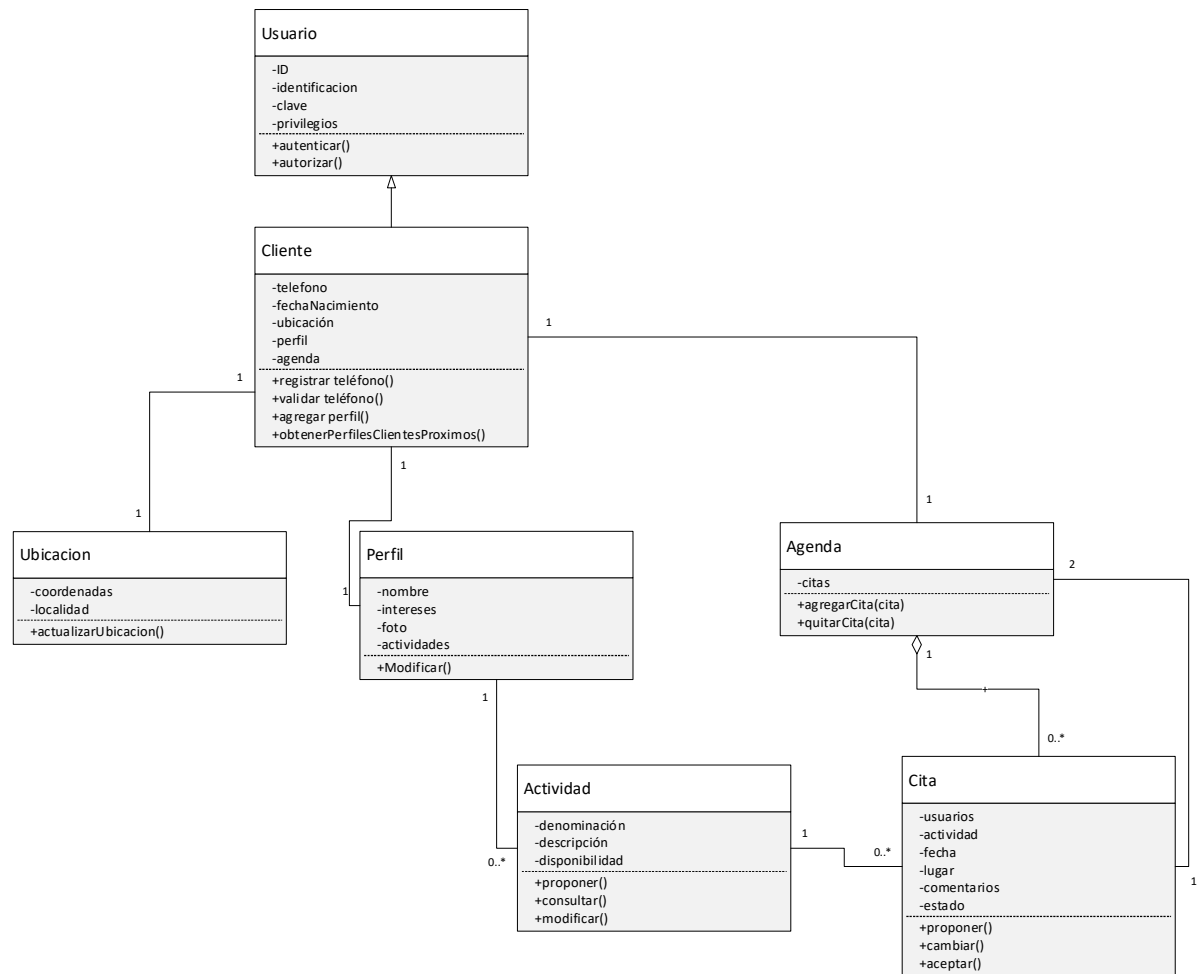 Usuario
-ID
-identificacion
-clave
-privilegios
+autenticar()
+autorizar()
Cliente
-telefono
-fechaNacimiento
-ubicación
-perfil
-agenda
+registrar teléfono()
+validar teléfono()
+agregar perfil()
+obtenerPerfilesClientesProximos()
1
1
1
1
1
1
Ubicacion
-coordenadas
-localidad
+actualizarUbicacion()
Perfil
-nombre
-intereses
-foto
-actividades
+Modificar()
Agenda
-citas
+agregarCita(cita)
+quitarCita(cita)
2
1
1
0..*
Actividad
-denominación
-descripción
-disponibilidad
+proponer()
+consultar()
+modificar()
0..*
1
0..*
Cita
-usuarios
-actividad
-fecha
-lugar
-comentarios
-estado
+proponer()
+cambiar()
+aceptar()
1